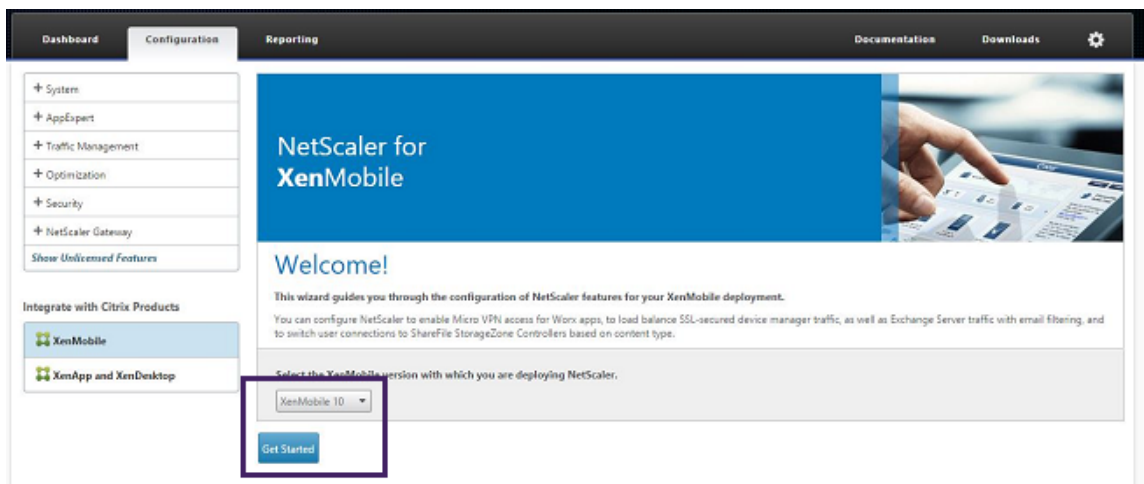 Dashboard Configuration Reporting Documentation Downloads
+ System
+ AppExpert
+ Traffic Management
+ Optimization
+ Security
+ NetScaler Gateway
Show Unlicensed Features
Integrate with Citrix Products
XenMobile
XenApp and XenDesktop
NetScaler for
XenMobile
Welcome!
This wizard guides you through the configuration of NetScaler features for your XenMobile deployment.
You can configure NetScaler to enable Micro VPN access for Worx apps, to load balance SSL-secured device manager traffic, as well as Exchange Server traffic with email filtering, and
to switch user connections to ShareFile StorageZone Controllers based on content type.
Select the XenMobile version with which you are deploying NetScaler.
XenMobile 10
Get Started